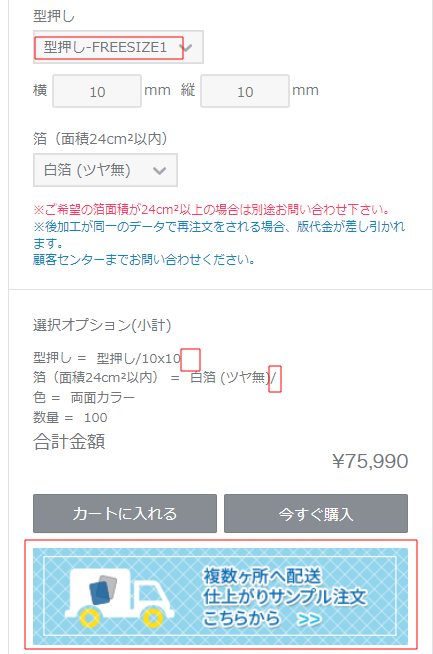 型押し
型押し-FREESIZE1
横 10 mm 縦 10 mm
箔（面積24cm²以内）
白箔 (ツヤ無)
※ご希望の箔面積が24cm²以上の場合は別途お問い合わせ下さい。
※後加工が同一のデータで再注文をされる場合、版代金が差し引かれ
ます。
顧客センターまでお問い合わせください。
選択オプション(小計)
型押し = 型押し/10x10
箔（面積24cm²以内） = 白箔 (ツヤ無)/
色 = 両面カラー
数量 = 100
合計金額
¥75,990
カートに入れる 今すぐ購入
複数ヶ所へ配送
仕上がりサンプル注文
こちらから >>